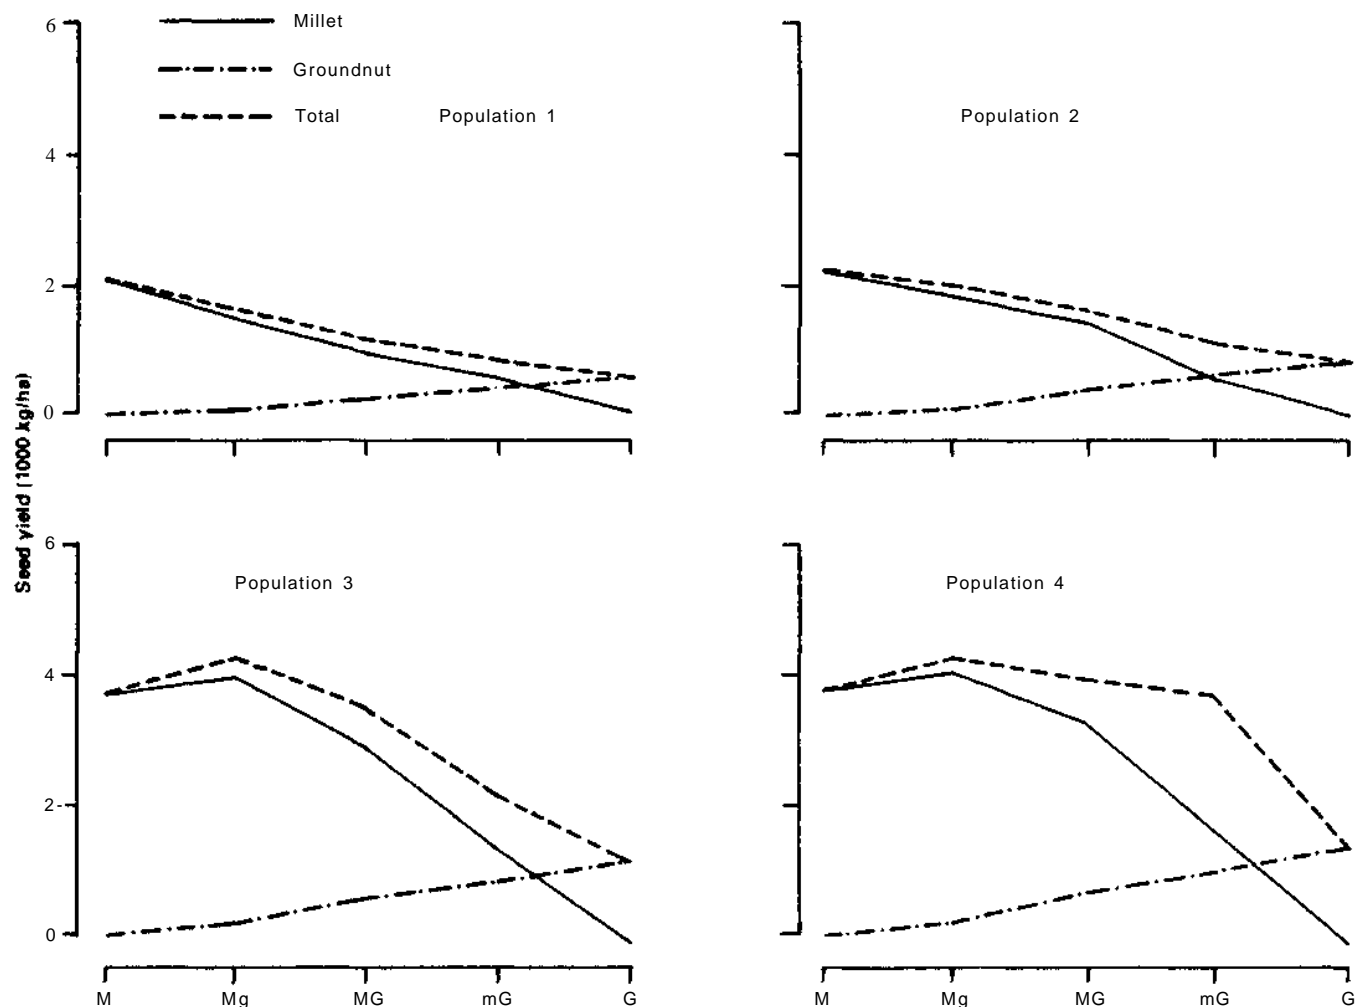 6
Millet
Groundnut
Total
Population 1
Population 2
4
2
0
Seed yield (1000 kg/ha)
6
Population 3
Population 4
4
2-
0
M Mg MG mG G
M Mg MG mG G